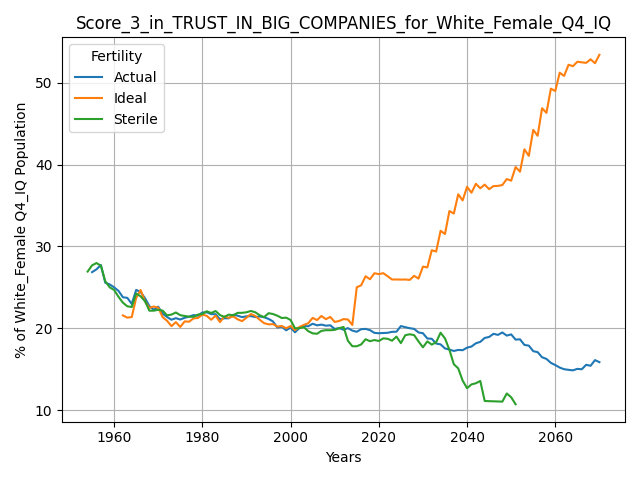 Score_3_in_TRUST_IN_BIG_COMPANIES_for_White_Female_Q4_IQ
Fertility
Actual
Ideal
Sterile
% of White_Female Q4_IQ Population
50
40
30
20
10
1960 1980 2000 2020 2040 2060
Years